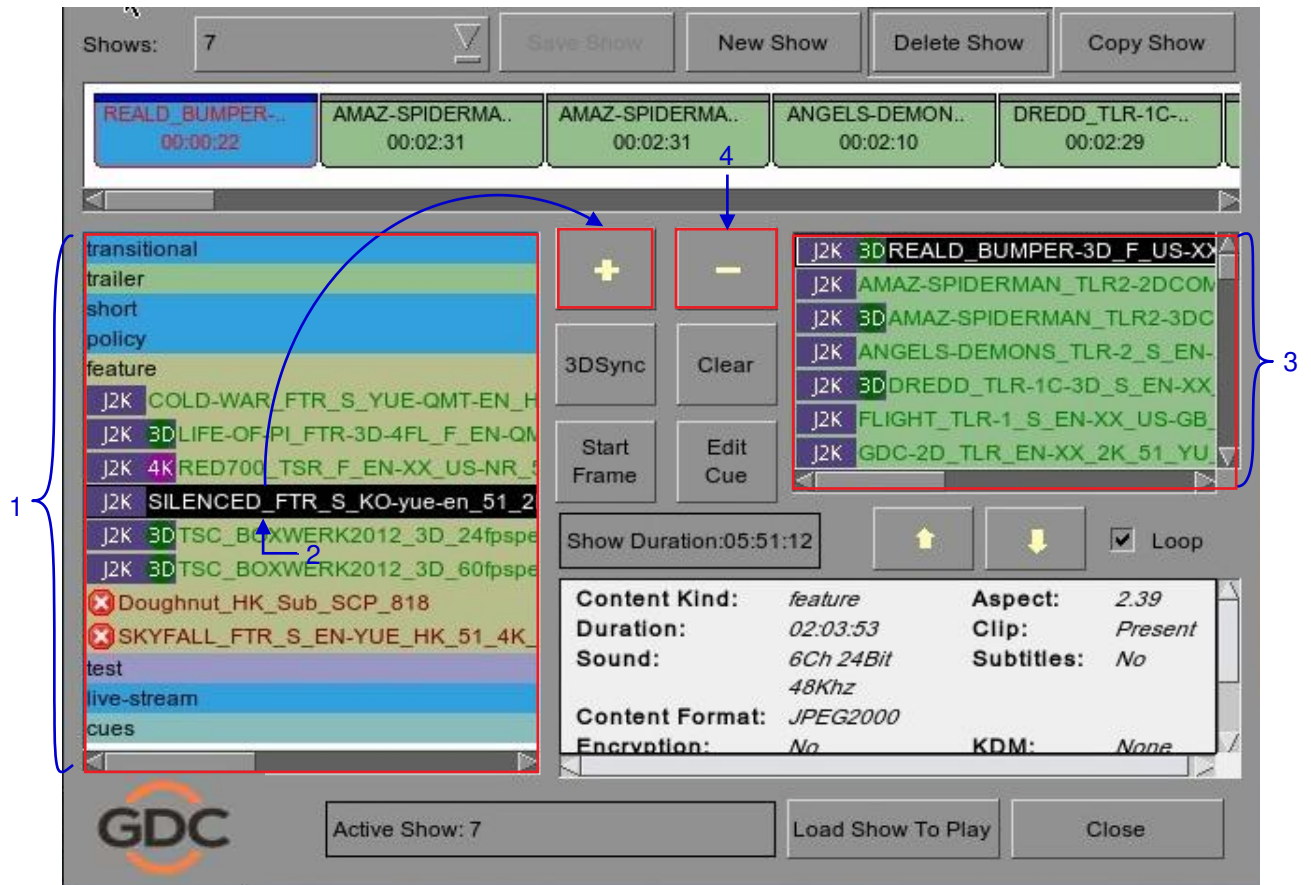 Shows: 7 Save Show New Show Delete Show Copy Show
REALD_BUMPER-.. AMAZ-SPIDERMA.. AMAZ-SPIDERMA.. ANGELS-DEMON.. DREDD_TLR-1C-..
00:00:22 00:02:31 00:02:31 00:02:10 00:02:29
4
transitional
trailer
short
policy
feature
J2K COLD-WAR_FTR_S_YUE-QMT-EN_H
J2K 3D LIFE-OF-PI_FTR-3D-4FL_F_EN-QM
J2K 4K RED700_TSR_F_EN-XX_US-NR_5
J2K SILENCED_FTR_S_KO-yue-en_51_2
J2K 3D TSC_BOXWERK2012_3D_24fpspe
J2K 3D TSC_BOXWERK2012_3D_60fpspe
Doughnut_HK_Sub_SCP_818
SKYFALL_FTR_S_EN-YUE_HK_51_4K_
test
live-stream
cues
1
2
+ −
3DSync Clear
Start Frame Edit Cue
J2K 3D REALD_BUMPER-3D_F_US-XX
J2K AMAZ-SPIDERMAN_TLR2-2DCOM
J2K 3D AMAZ-SPIDERMAN_TLR2-3DC
J2K ANGELS-DEMONS_TLR-2_S_EN-
J2K 3D DREDD_TLR-1C-3D_S_EN-XX
J2K FLIGHT_TLR-1_S_EN-XX_US-GB_
J2K GDC-2D_TLR_EN-XX_2K_51_YU_
3
Show Duration:05:51:12 Loop
Content Kind: feature Aspect: 2.39
Duration: 02:03:53 Clip: Present
Sound: 6Ch 24Bit Subtitles: No
48Khz
Content Format: JPEG2000
Encryption: No KDM: None
GDC
Active Show: 7 Load Show To Play Close